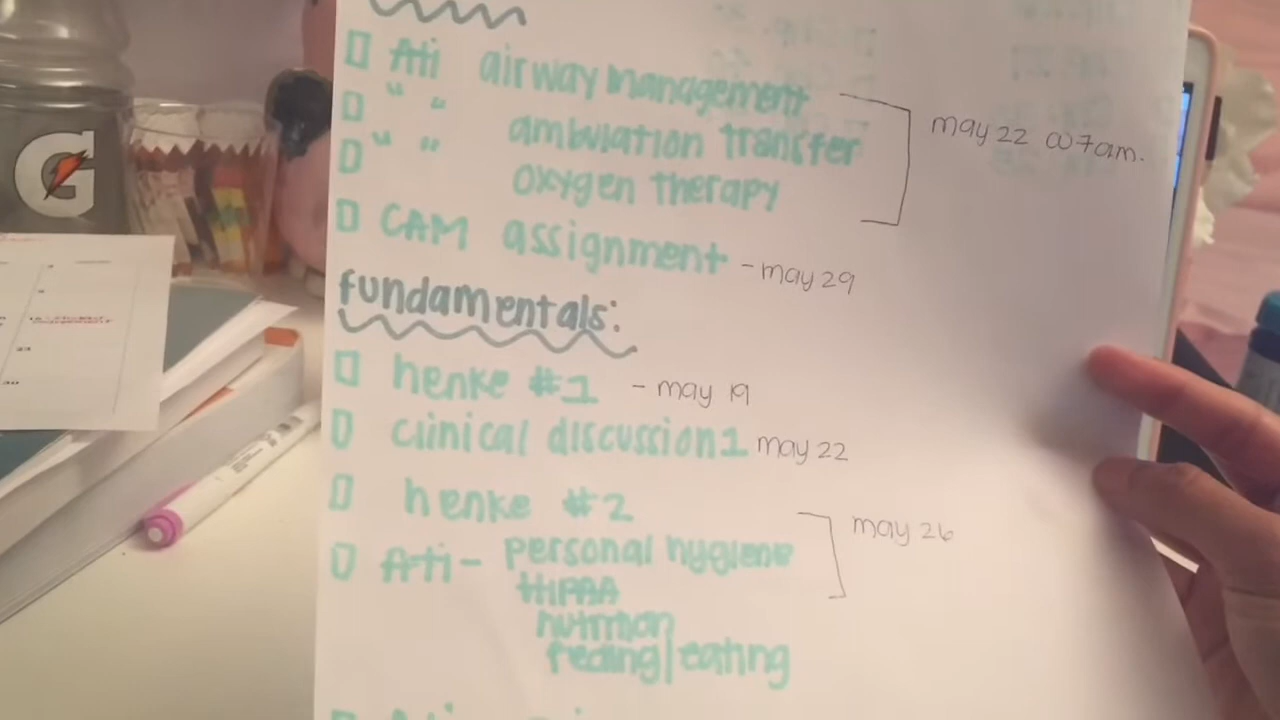 Ati airway management
" " ambulation transfer
" " oxygen therapy
may 22 @ 7am.
CAM assignment - may 29
fundamentals:
henke #1 - may 19
clinical discussion 1 may 22
henke #2
may 26
Ati - personal hygiene
HIPAA
nutrition
feding/eating
G